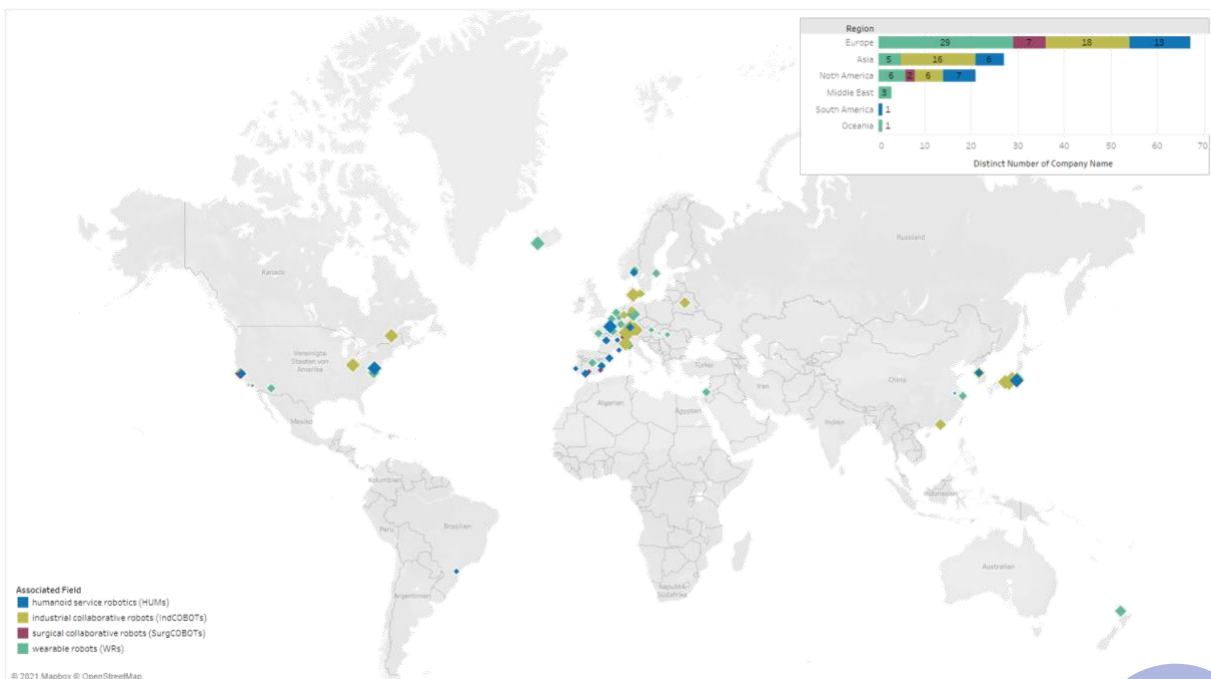 Region
Europe 29 7 18 13
Asia 5 16 6
Noth America 6 2 6 7
Middle East 3
South America 1
Oceania 1
0 10 20 30 40 50 60 70
Distinct Number of Company Name
Russland
Kanada
Vereinigte
Staaten von
Amerika
Türkei
China
Iran
Algerien
Ägypten
Mexiko
Indien
Kolumbien
Indonesien
Peru
Brasilien
Australien
Republik
Südafrika
Argentinien
Associated Field
humanoid service robotics (HUMs)
industrial collaborative robots (IndCOBOTs)
surgical collaborative robots (SurgCOBOTs)
wearable robots (WRs)
© 2021 Mapbox © OpenStreetMap